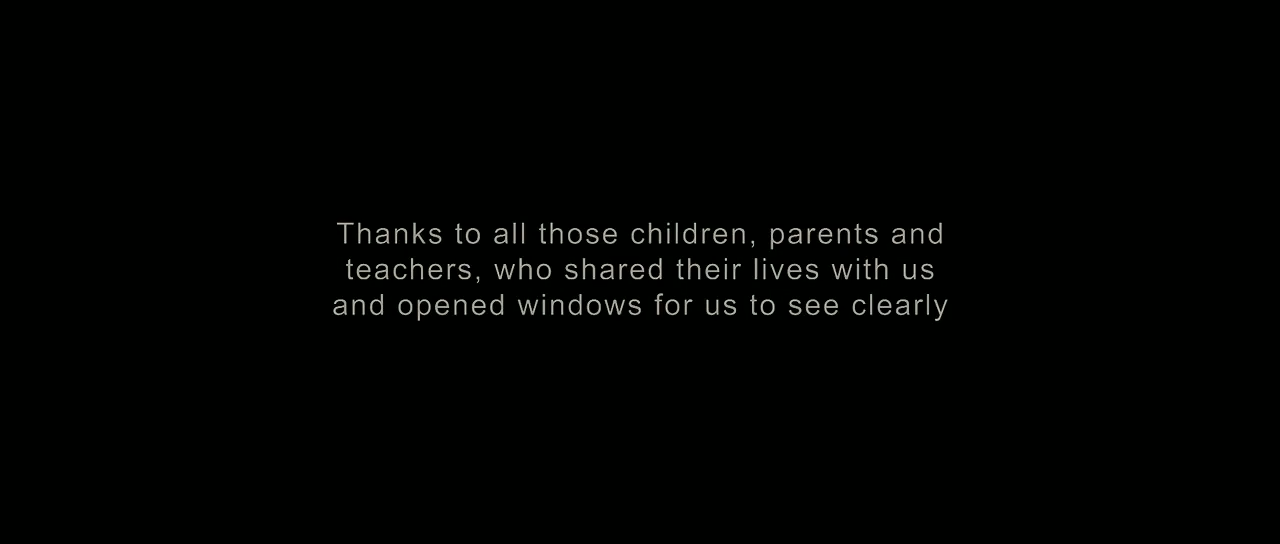 Thanks to all those children, parents and
teachers, who shared their lives with us
and opened windows for us to see clearly